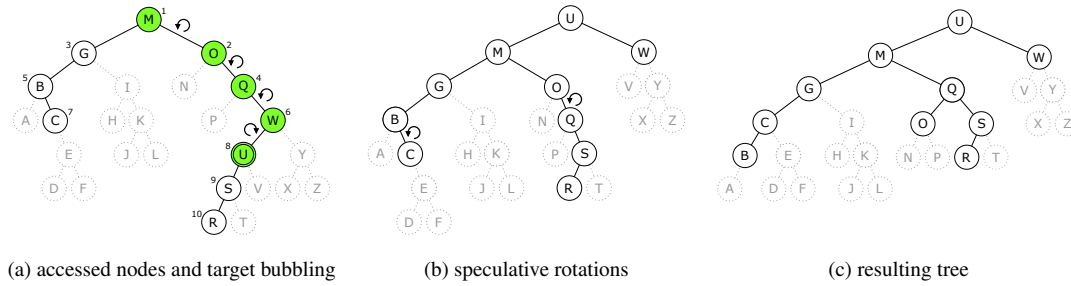 M 1
3 G
O 2
5 B
I
N
Q 4
A
C 7
H
K
P
W 6
E
J
L
8 U
Y
D
F
9 S
V
X
Z
10 R
T
U
M
W
G
O
V
Y
B
I
N
Q
X
Z
A
C
H
K
P
S
E
J
L
R
T
D
F
U
M
W
G
Q
V
Y
C
I
O
S
X
Z
B
E
H
K
N
P
R
T
A
D
F
J
L
(a) accessed nodes and target bubbling
(b) speculative rotations
(c) resulting tree